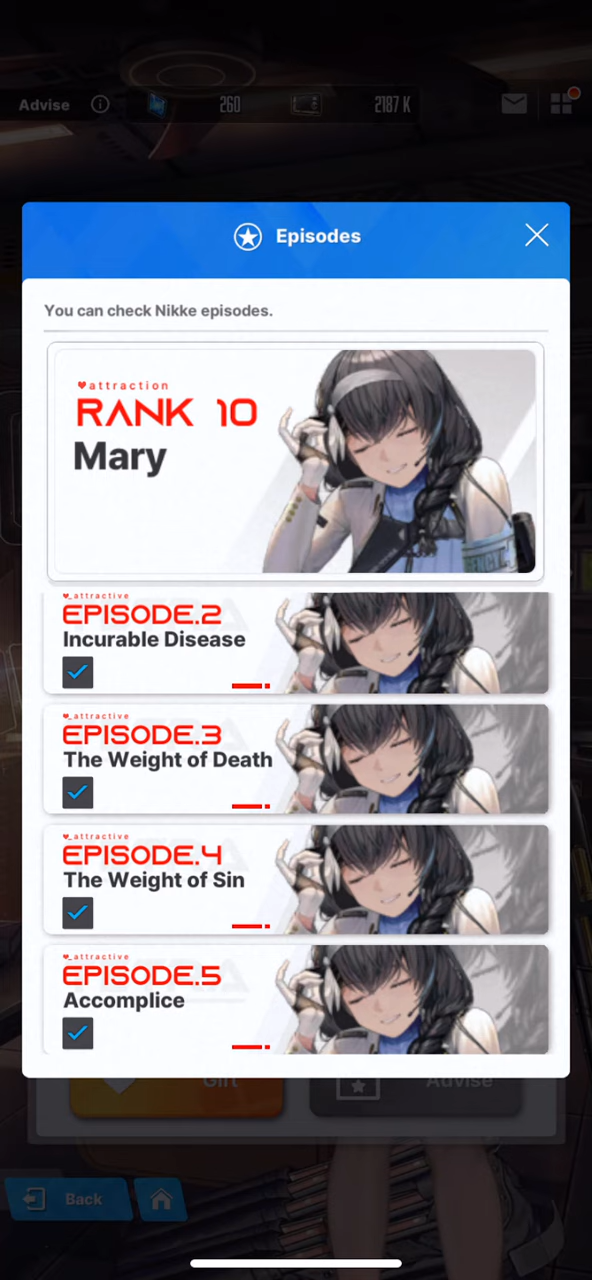 Advise
260
2187 K
Episodes
You can check Nikke episodes.
attraction
RANK 10
Mary
attractive
EPISODE.2
Incurable Disease
attractive
EPISODE.3
The Weight of Death
attractive
EPISODE.4
The Weight of Sin
attractive
EPISODE.5
Accomplice
Gift
Advise
Back